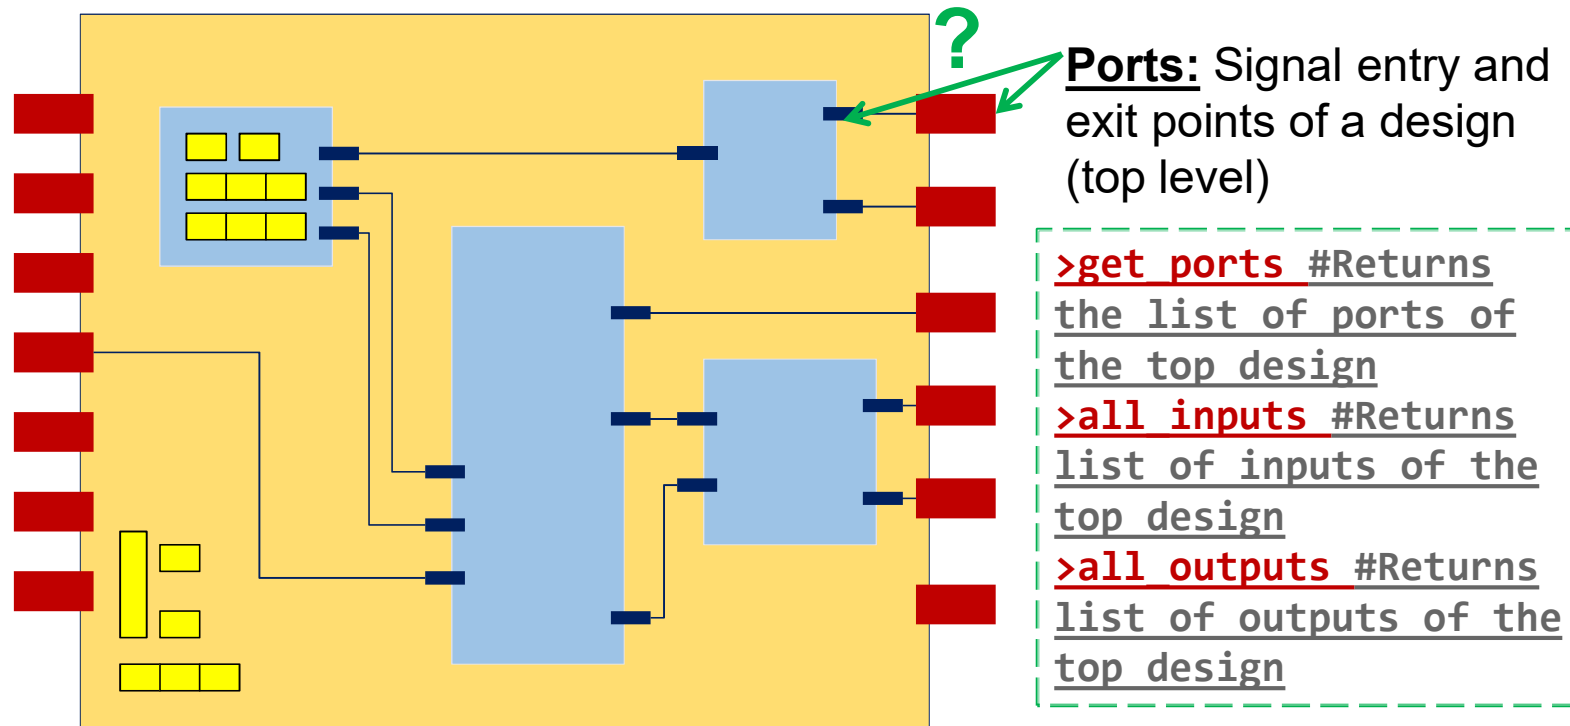 ?
Ports: Signal entry and
exit points of a design
(top level)
>get_ports #Returns
the list of ports of
the top design
>all_inputs #Returns
list of inputs of the
top design
>all_outputs #Returns
list of outputs of the
top design